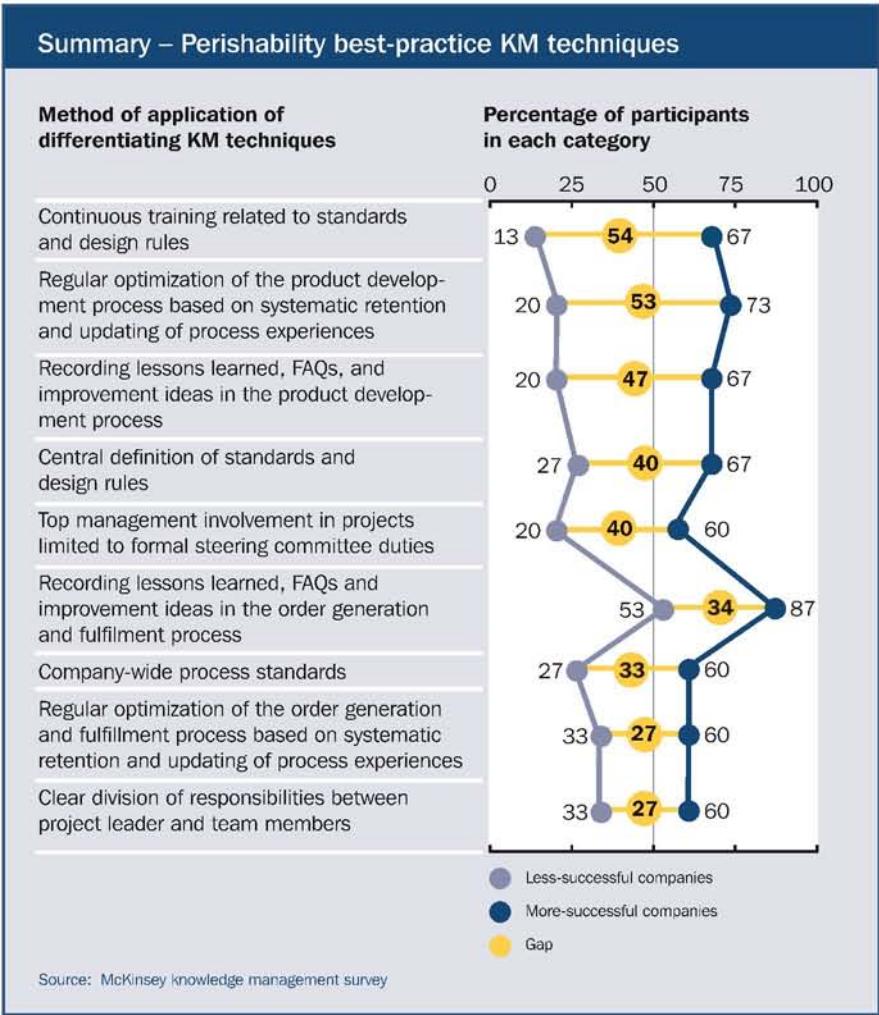 Summary – Perishability best-practice KM techniques
Method of application of
differentiating KM techniques
Percentage of participants
in each category
0 25 50 75 100
Continuous training related to standards
and design rules
13 54 67
Regular optimization of the product develop-
ment process based on systematic retention
and updating of process experiences
20 53 73
Recording lessons learned, FAQs, and
improvement ideas in the product develop-
ment process
20 47 67
Central definition of standards and
design rules
27 40 67
Top management involvement in projects
limited to formal steering committee duties
20 40 60
Recording lessons learned, FAQs and
improvement ideas in the order generation
and fulfilment process
53 34 87
Company-wide process standards
27 33 60
Regular optimization of the order generation
and fulfillment process based on systematic
retention and updating of process experiences
33 27 60
Clear division of responsibilities between
project leader and team members
33 27 60
Less-successful companies
More-successful companies
Gap
Source: McKinsey knowledge management survey